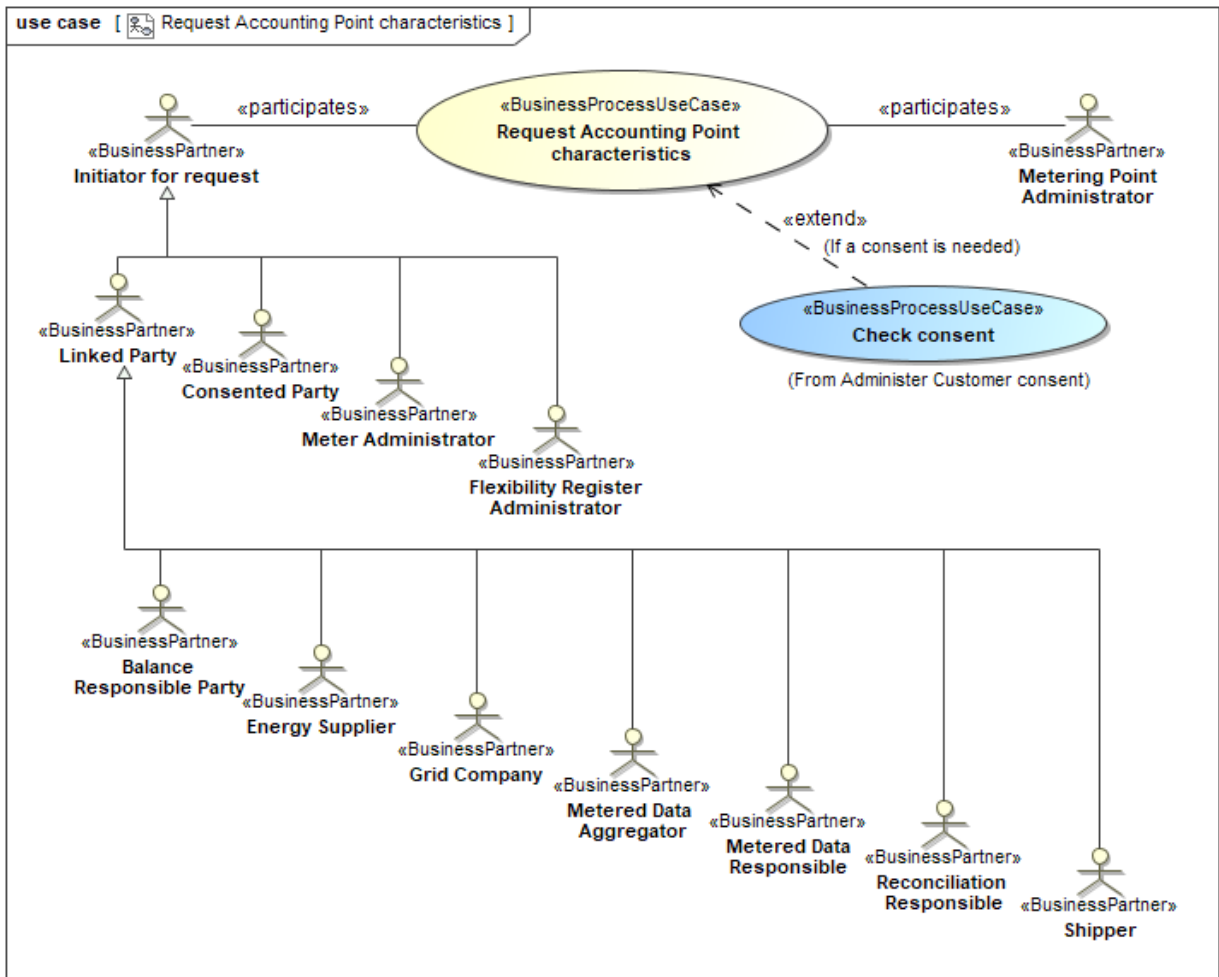 use case [ Request Accounting Point characteristics ]
«participates»
«BusinessProcessUseCase»
Request Accounting Point
characteristics
«participates»
«BusinessPartner»
Initiator for request
«BusinessPartner»
Metering Point
Administrator
«extend»
(If a consent is needed)
«BusinessProcessUseCase»
Check consent
(From Administer Customer consent)
«BusinessPartner»
Linked Party
«BusinessPartner»
Consented Party
«BusinessPartner»
Meter Administrator
«BusinessPartner»
Flexibility Register
Administrator
«BusinessPartner»
Balance
Responsible Party
«BusinessPartner»
Energy Supplier
«BusinessPartner»
Grid Company
«BusinessPartner»
Metered Data
Aggregator
«BusinessPartner»
Metered Data
Responsible
«BusinessPartner»
Reconciliation
Responsible
«BusinessPartner»
Shipper